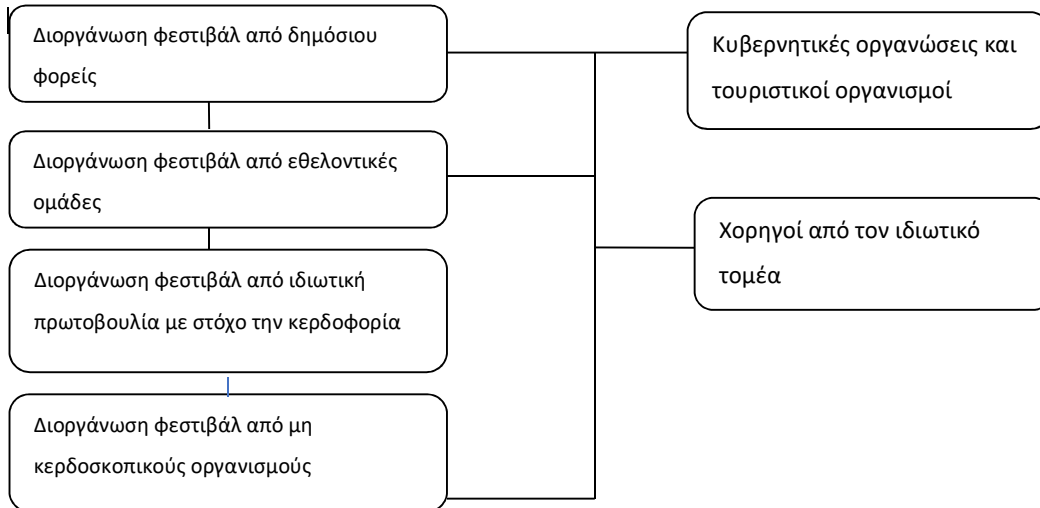 Διοργάνωση φεστιβάλ από δημόσιου
φορείς
Διοργάνωση φεστιβάλ από εθελοντικές
ομάδες
Διοργάνωση φεστιβάλ από ιδιωτική
πρωτοβουλία με στόχο την κερδοφορία
Διοργάνωση φεστιβάλ από μη
κερδοσκοπικούς οργανισμούς
Κυβερνητικές οργανώσεις και
τουριστικοί οργανισμοί
Χορηγοί από τον ιδιωτικό
τομέα